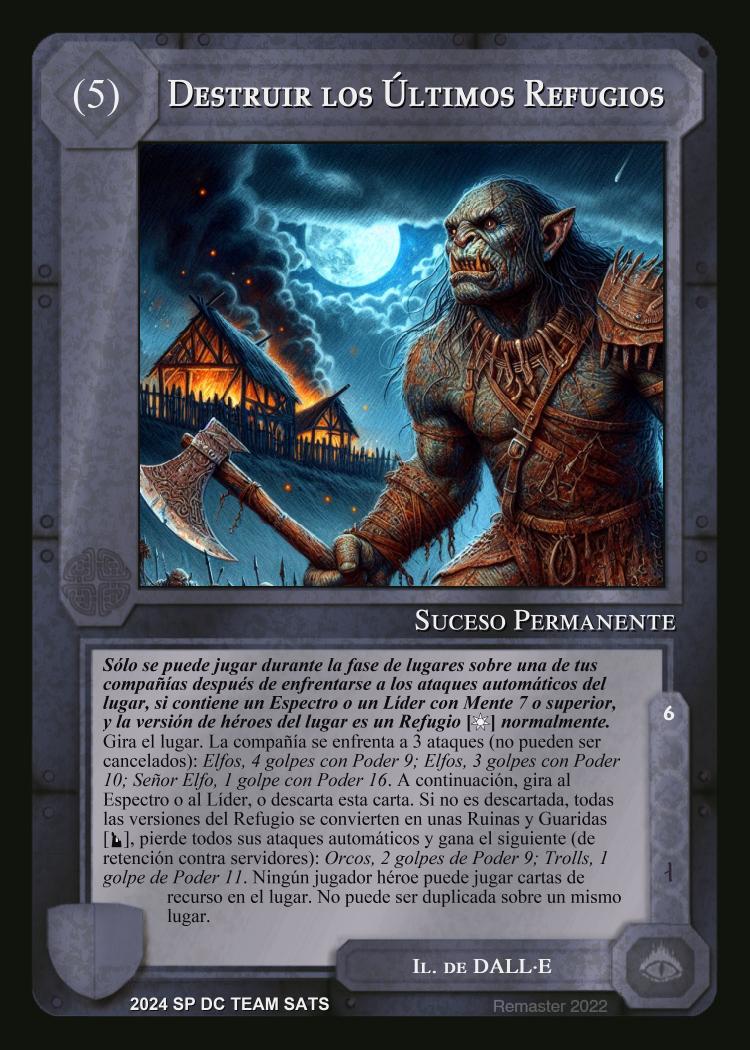 (5)
Destruir los Últimos Refugios
Suceso Permanente
Sólo se puede jugar durante la fase de lugares sobre una de tus
compañías después de enfrentarse a los ataques automáticos del
lugar, si contiene un Espectro o un Líder con Mente 7 o superior,
y la versión de héroes del lugar es un Refugio [] normalmente.
Gira el lugar. La compañía se enfrenta a 3 ataques (no pueden ser
cancelados): Elfos, 4 golpes con Poder 9; Elfos, 3 golpes con Poder
10; Señor Elfo, 1 golpe con Poder 16. A continuación, gira al
Espectro o al Líder, o descarta esta carta. Si no es descartada, todas
las versiones del Refugio se convierten en unas Ruinas y Guaridas
[], pierde todos sus ataques automáticos y gana el siguiente (de
retención contra servidores): Orcos, 2 golpes de Poder 9; Trolls, 1
golpe de Poder 11. Ningún jugador héroe puede jugar cartas de
recurso en el lugar. No puede ser duplicada sobre un mismo
lugar.
6
Il. de DALL·E
2024 SP DC TEAM SATS
Remaster 2022